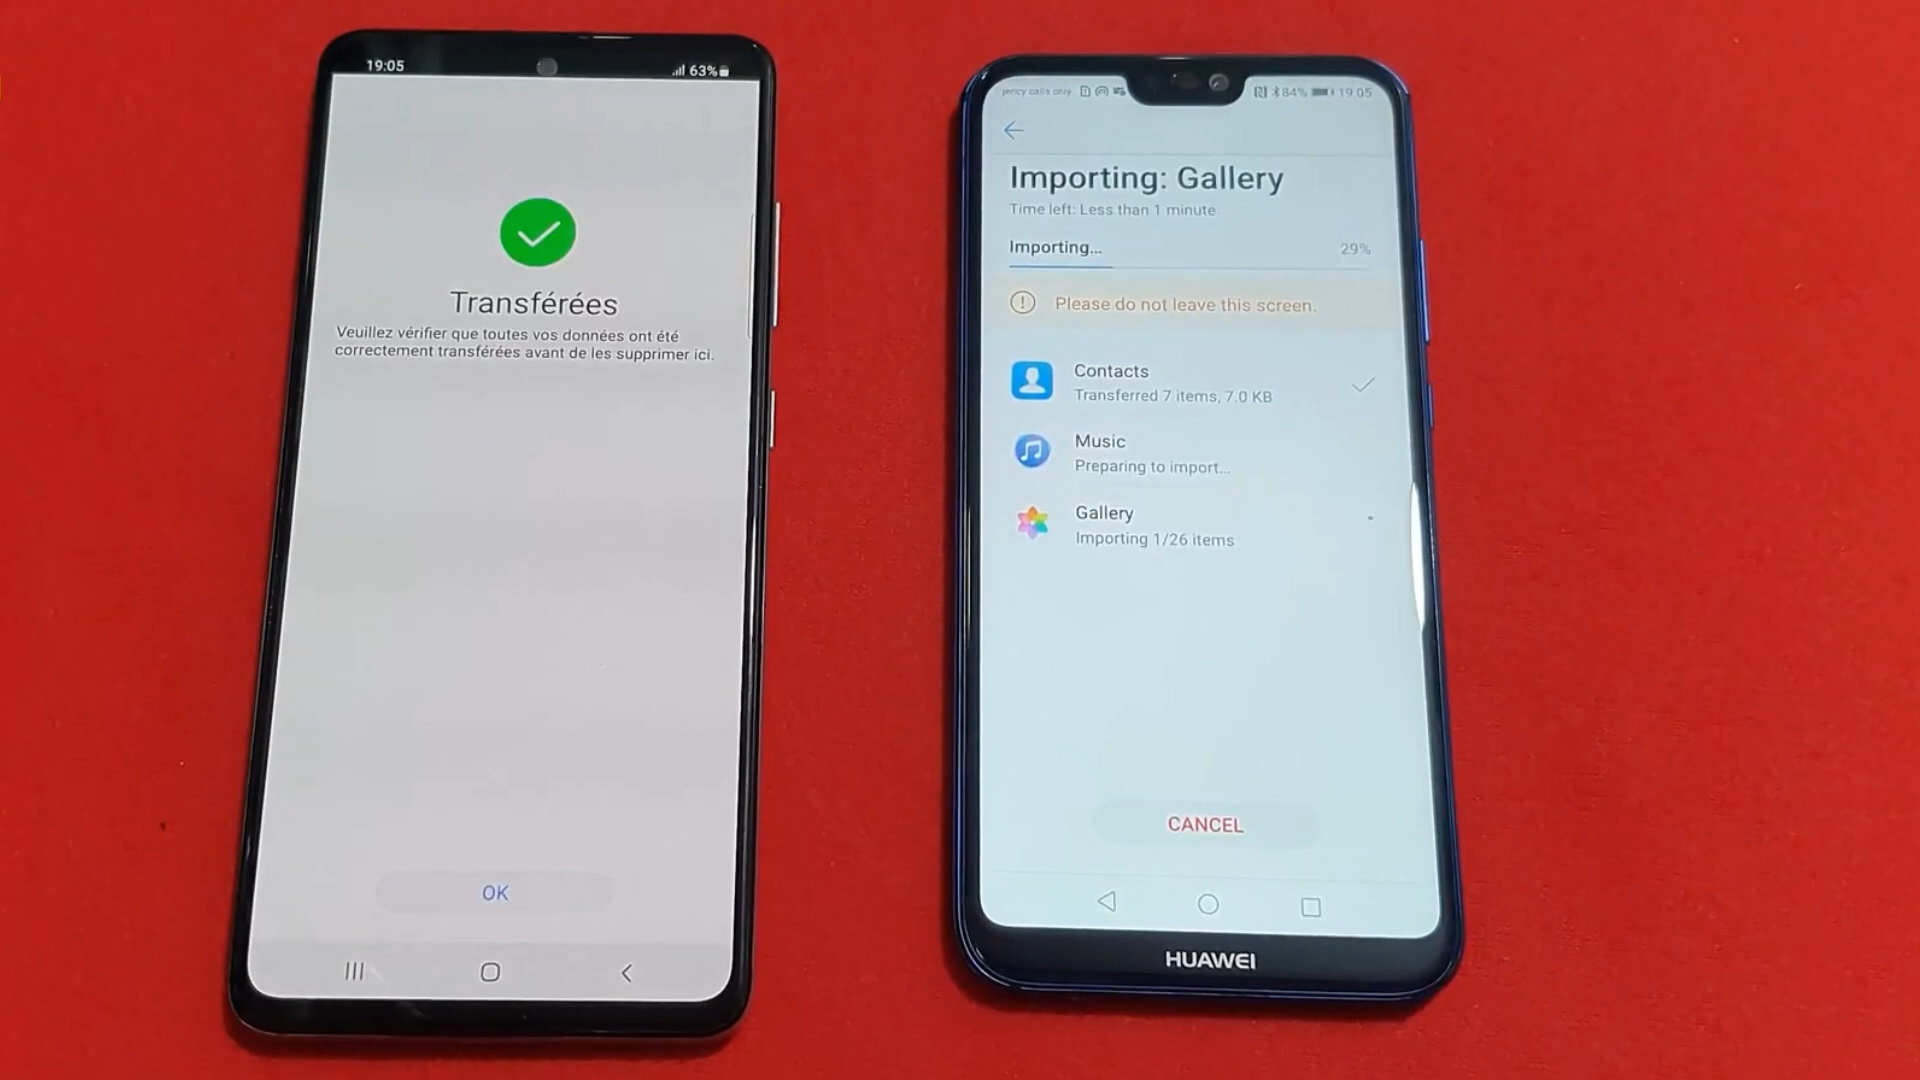 19:05
63%
Transférées
Veuillez vérifier que toutes vos données ont été
correctement transférées avant de les supprimer ici.
OK
calls only
84% 19:05
Importing: Gallery
Time left: Less than 1 minute
Importing... 29%
Please do not leave this screen.
Contacts
Transferred 7 items, 7.0 KB
Music
Preparing to import...
Gallery
Importing 1/26 items
CANCEL
HUAWEI